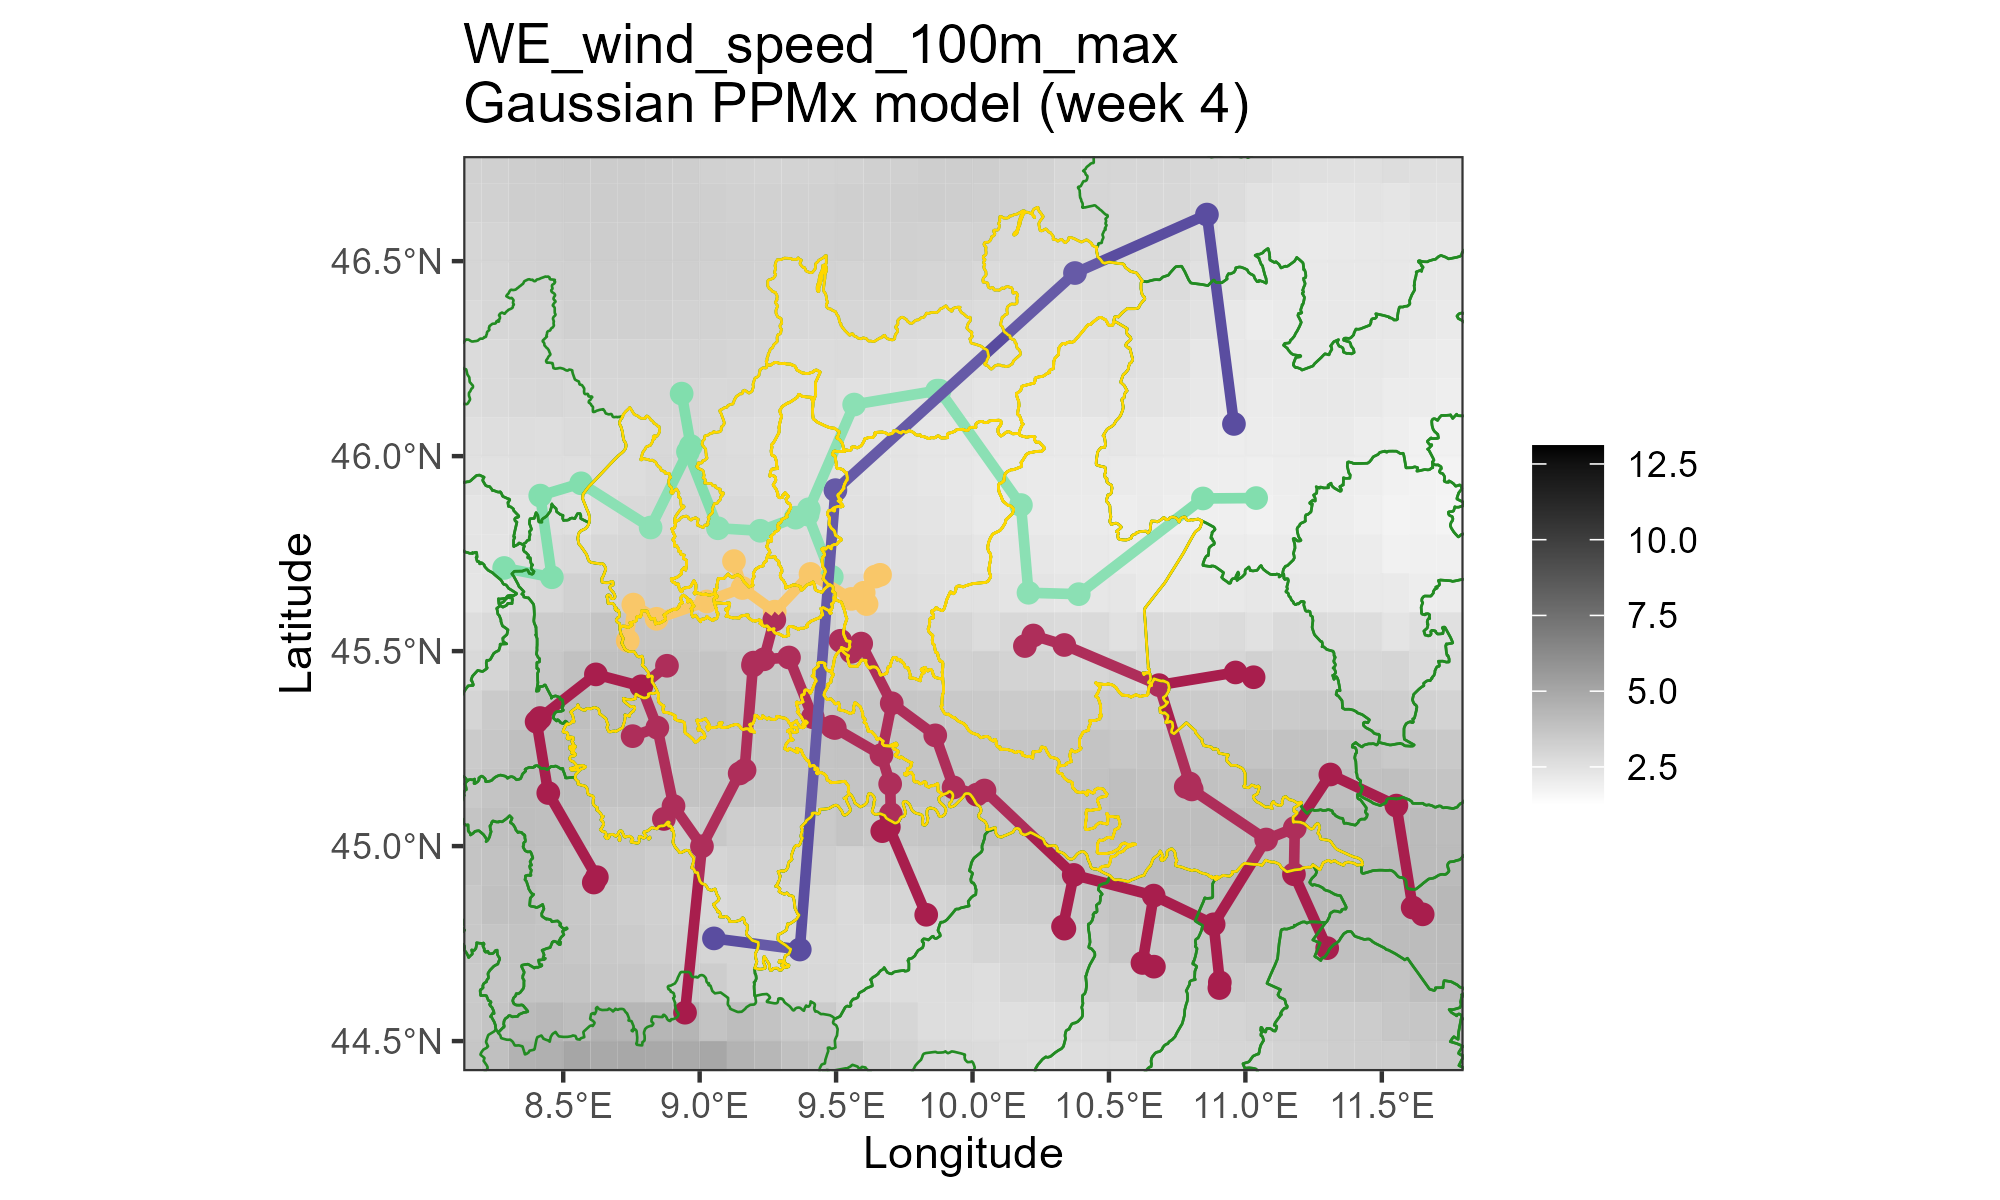 WE_wind_speed_100m_max
Gaussian PPMx model (week 4)
Latitude
46.5°N
46.0°N
45.5°N
45.0°N
44.5°N
8.5°E 9.0°E 9.5°E 10.0°E 10.5°E 11.0°E 11.5°E
Longitude
12.5
10.0
7.5
5.0
2.5